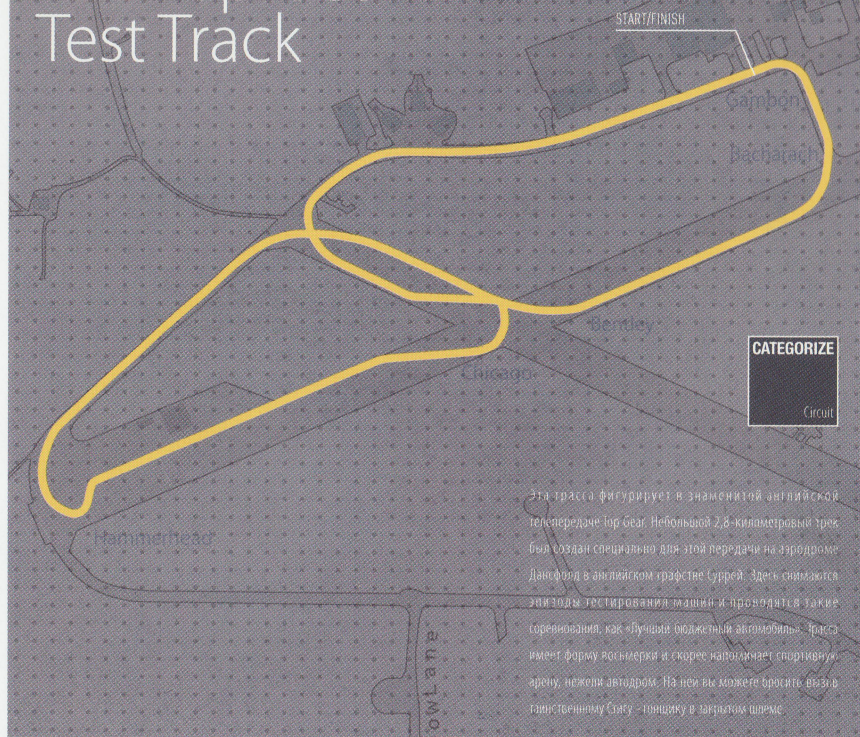 Test Track
START/FINISH
Gambon
Bacharach
Bentley
Chicago
CATEGORIZE
Circuit
Hammerhead
Эта трасса фигурирует в знаменитой английской
телепередаче Top Gear. Небольшой 2,8-километровый трек
был создан специально для этой передачи на аэродроме
Дансфолд в английском графстве Суррей. Здесь снимаются
эпизоды тестирования машин и проводятся такие
соревнования, как «Лучший бюджетный автомобиль». Трасса
имеет форму восьмерки и скорее напоминает спортивную
арену, нежели автодром. На ней вы можете бросить вызов
таинственному Стигу - гонщику в закрытом шлеме.
owLane